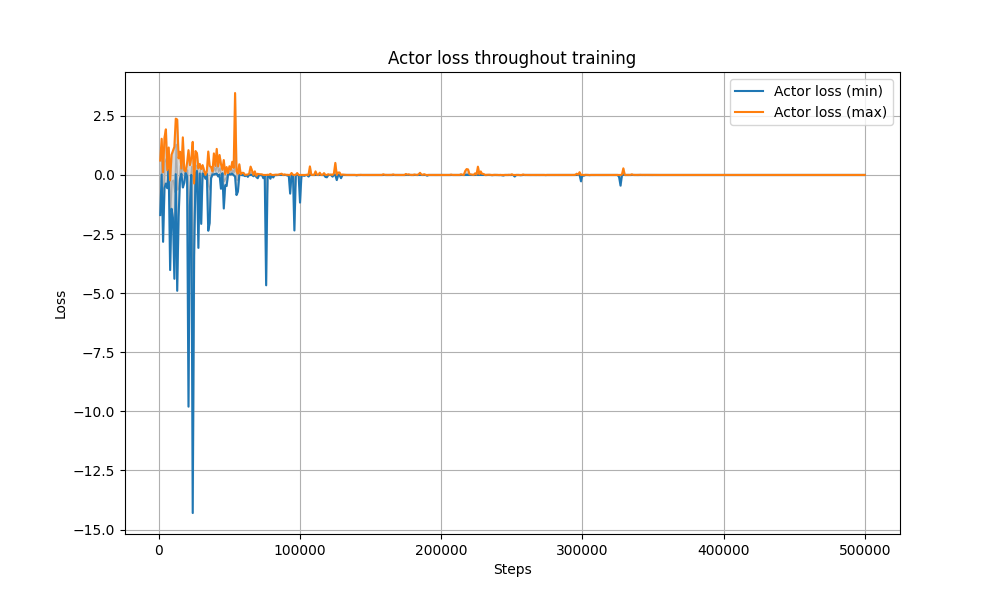 Actor loss throughout training
Actor loss (min)
Actor loss (max)
Loss
2.5
0.0
−2.5
−5.0
−7.5
−10.0
−12.5
−15.0
0 100000 200000 300000 400000 500000
Steps